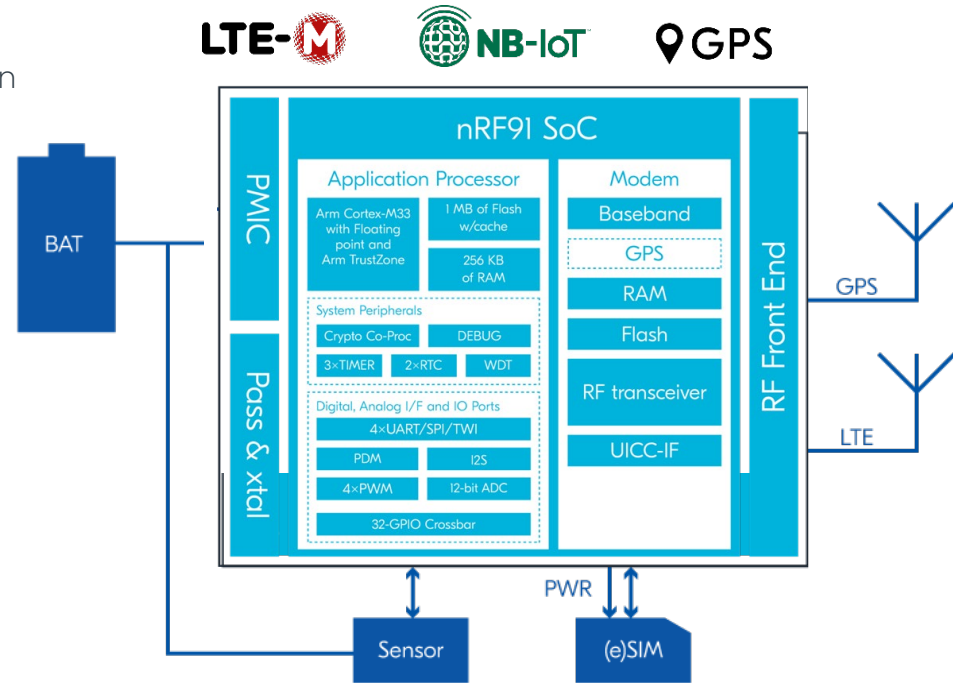 LTE-M
NB-IoT
GPS
n
nRF91 SoC
PMIC
Pass & xtal
BAT
Application Processor
Arm Cortex-M33
with Floating
point and
Arm TrustZone
1 MB of Flash
w/cache
256 KB
of RAM
System Peripherals
Crypto Co-Proc
DEBUG
3×TIMER
2×RTC
WDT
Digital, Analog I/F and IO Ports
4×UART/SPI/TWI
PDM
I2S
4×PWM
12-bit ADC
32-GPIO Crossbar
Modem
Baseband
GPS
RAM
Flash
RF transceiver
UICC-IF
RF Front End
GPS
LTE
PWR
Sensor
(e)SIM